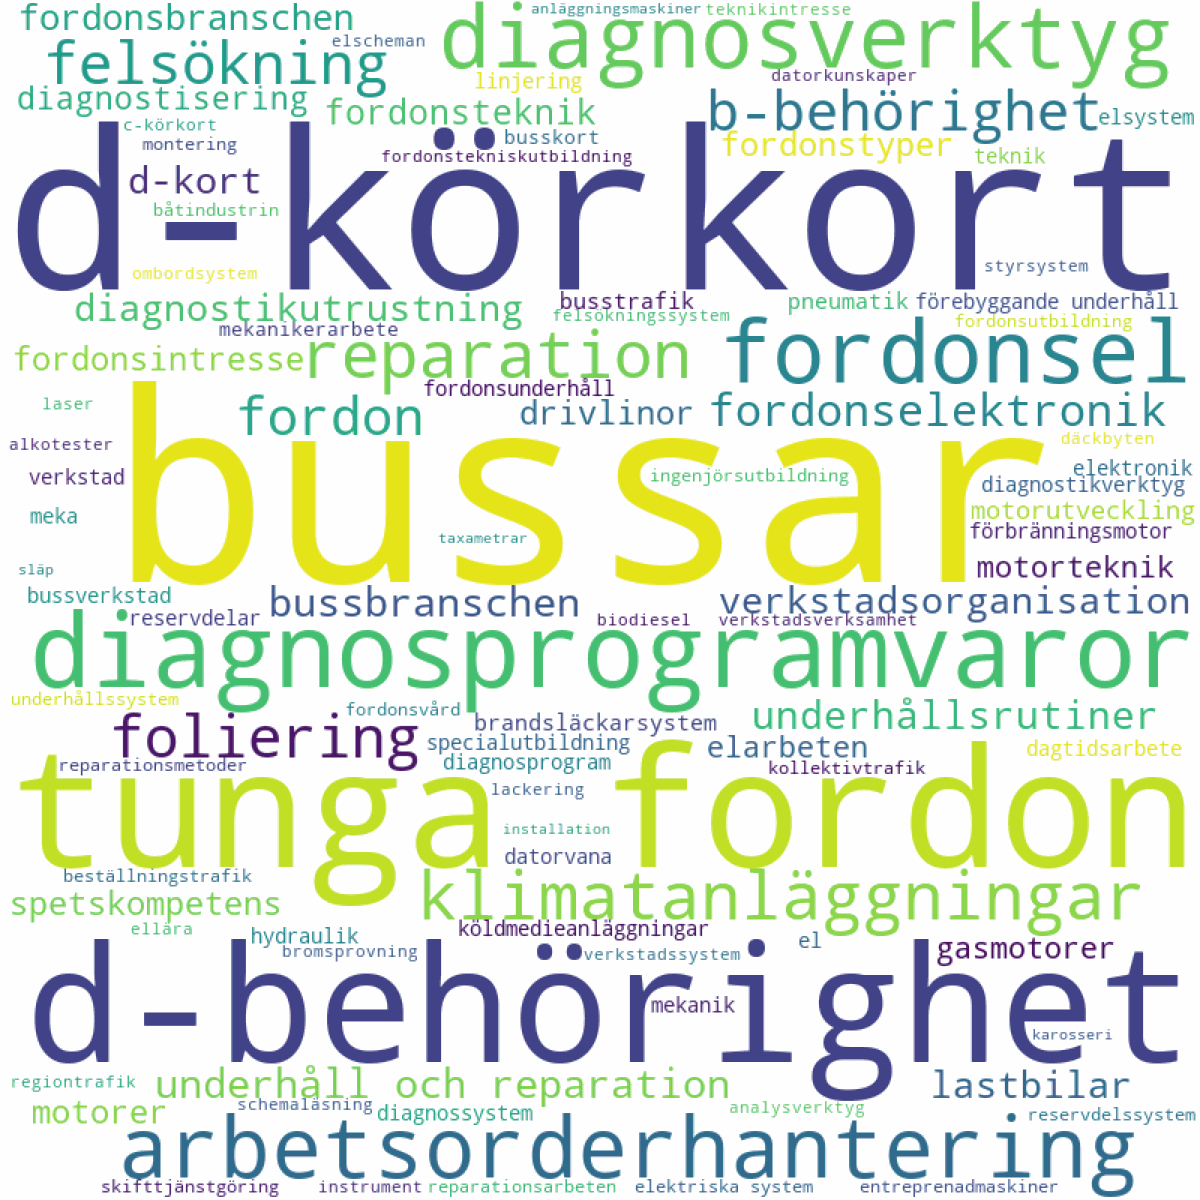 fordonsbranschen
anläggningsmaskiner
teknikintresse
diagnosverktyg
felsökning
elscheman
linjering
datorkunskaper
diagnostisering
fordonsteknik
b-behörighet
elsystem
c-körkort
busskort
montering
fordonstekniskutbildning
fordonstyper
teknik
d-körkort
d-kort
båtindustrin
ombordsystem
styrsystem
diagnostikutrustning
busstrafik
pneumatik
förebyggande underhåll
mekanikerarbete
felsökningssystem
fordonsutbildning
fordonsintresse
reparation
fordonsel
fordonsunderhåll
laser
fordon
drivlinor
fordonselektronik
alkotester
däckbyten
bussar
verkstad
ingenjörsutbildning
elektronik
diagnostikverktyg
meka
motorutveckling
taxametrar
förbränningsmotor
släp
motorteknik
bussverkstad
bussbranschen
verkstadsorganisation
reservdelar
biodiesel
verkstadsverksamhet
diagnosprogramvaror
underhållssystem
fordonsvård
foliering
brandsläckarsystem
underhållsrutiner
specialutbildning
elarbeten
dagtidsarbete
reparationsmetoder
diagnosprogram
kollektivtrafik
tunga fordon
lackering
installation
datorvana
beställningstrafik
spetskompetens
klimatanläggningar
ellära
hydraulik
köldmedieanläggningar
el
bromsprovning
verkstadssystem
gasmotorer
d-behörighet
mekanik
karosseri
regiontrafik
underhåll och reparation
lastbilar
motorer
schemaläsning
diagnossystem
analysverktyg
reservdelssystem
arbetsorderhantering
skifttjänstgöring
instrument
reparationsarbeten
elektriska system
entreprenadmaskiner